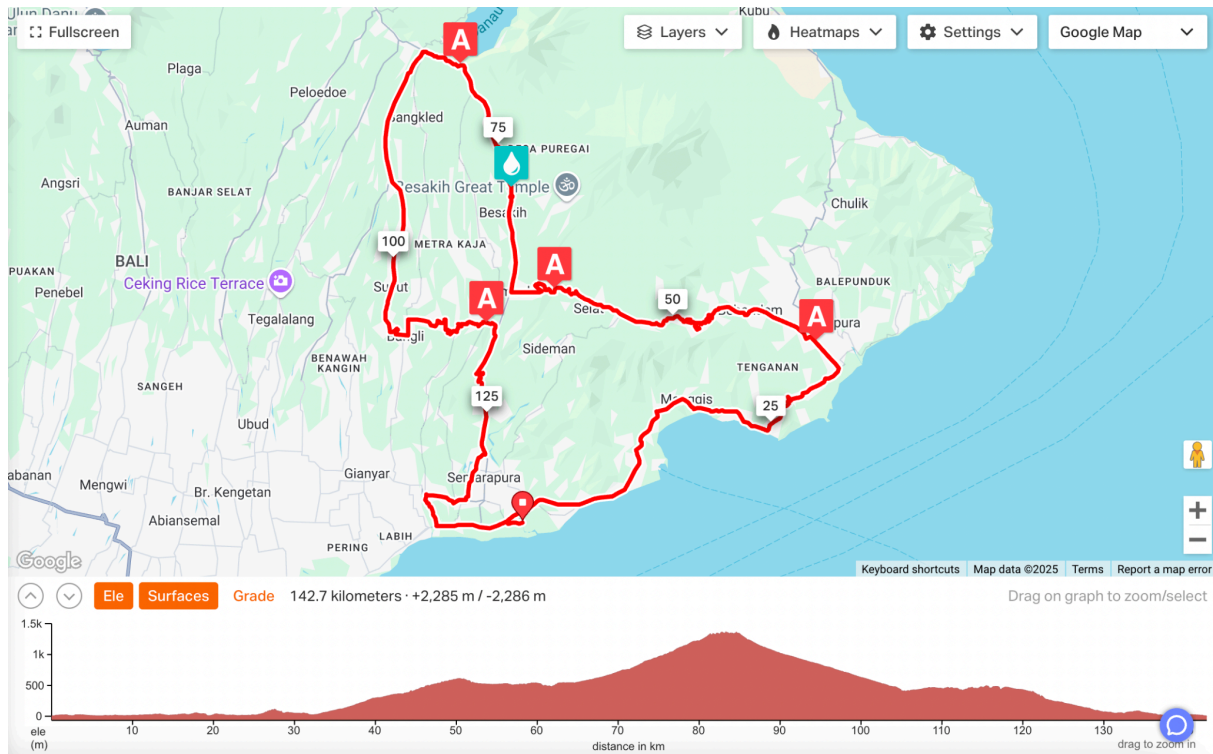 Ulun Danu
Kubu
Fullscreen
Layers
Heatmaps
Settings
Google Map
A
Plaga
Peloedoe
Auman
75
PUREGAI
Angsri
BANJAR SELAT
Besakih Great Temple
Besakih
Chulik
100
METRA KAJA
PUAKAN
BALI
A
Penebel
Ceking Rice Terrace
BALEPUNDUK
A
50
Selat
Tegalalang
A
Sideman
BENAWAH
KANGIN
TENGANAN
SANGEH
125
25
Ubud
Gianyar
Mengwi
Br. Kengetan
Abiansemal
LABIH
PERING
Google
Keyboard shortcuts
Map data ©2025
Terms
Report a map error
Ele
Surfaces
Grade
142.7 kilometers · +2,285 m / -2,286 m
Drag on graph to zoom/select
1.5k
1k
500
0
ele
(m)
10
20
30
40
50
60
70
80
90
100
110
120
130
distance in km
drag to zoom in